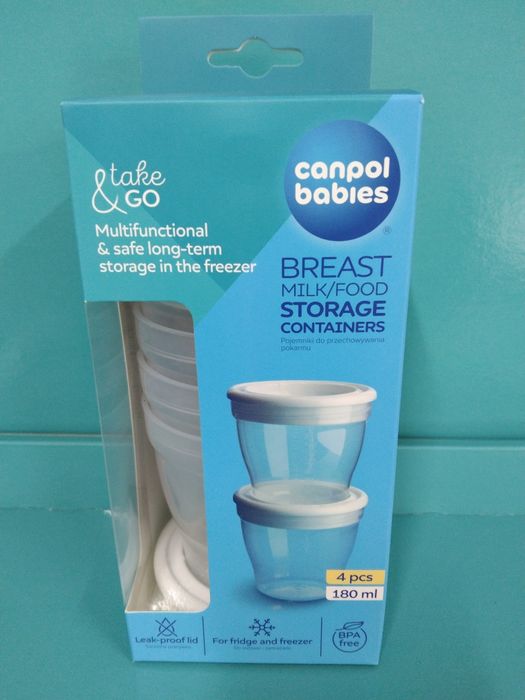 take
& GO
Multifunctional
& safe long-term
storage in the freezer
canpol
babies
®
BREAST
MILK/FOOD
STORAGE
CONTAINERS
Pojemniki do przechowywania
pokarmu
4 pcs
180 ml
Leak-proof lid
For fridge and freezer
BPA
free